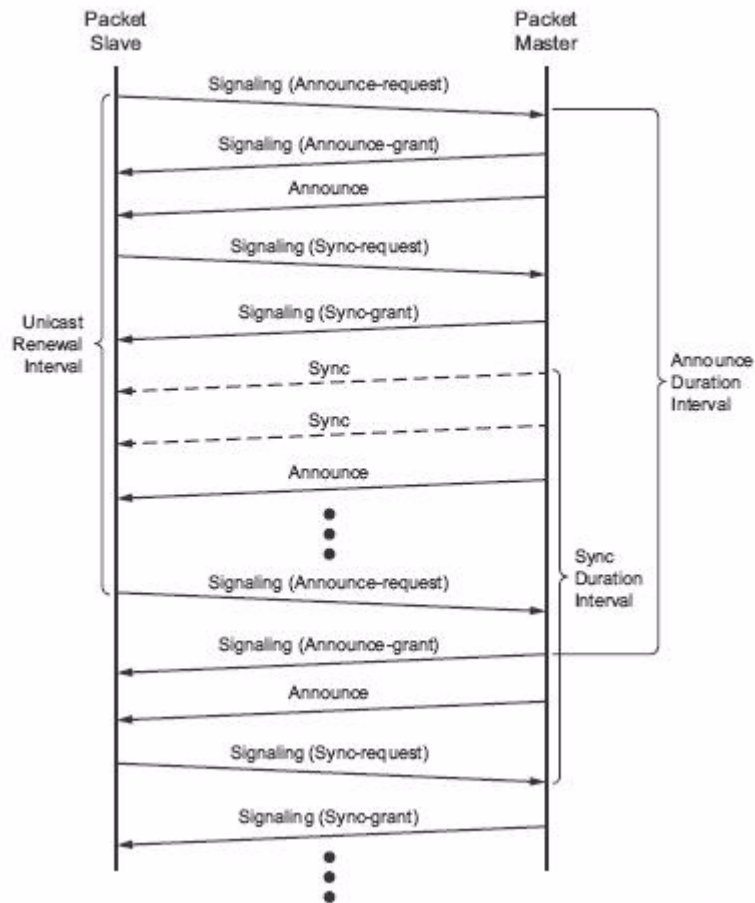 Packet
Slave
Packet
Master
Signaling (Announce-request)
Signaling (Announce-grant)
Announce
Signaling (Sync-request)
Signaling (Sync-grant)
Unicast
Renewal
Interval
Sync
Announce
Duration
Interval
Sync
Announce
Sync
Duration
Interval
Signaling (Announce-request)
Signaling (Announce-grant)
Announce
Signaling (Sync-request)
Signaling (Sync-grant)